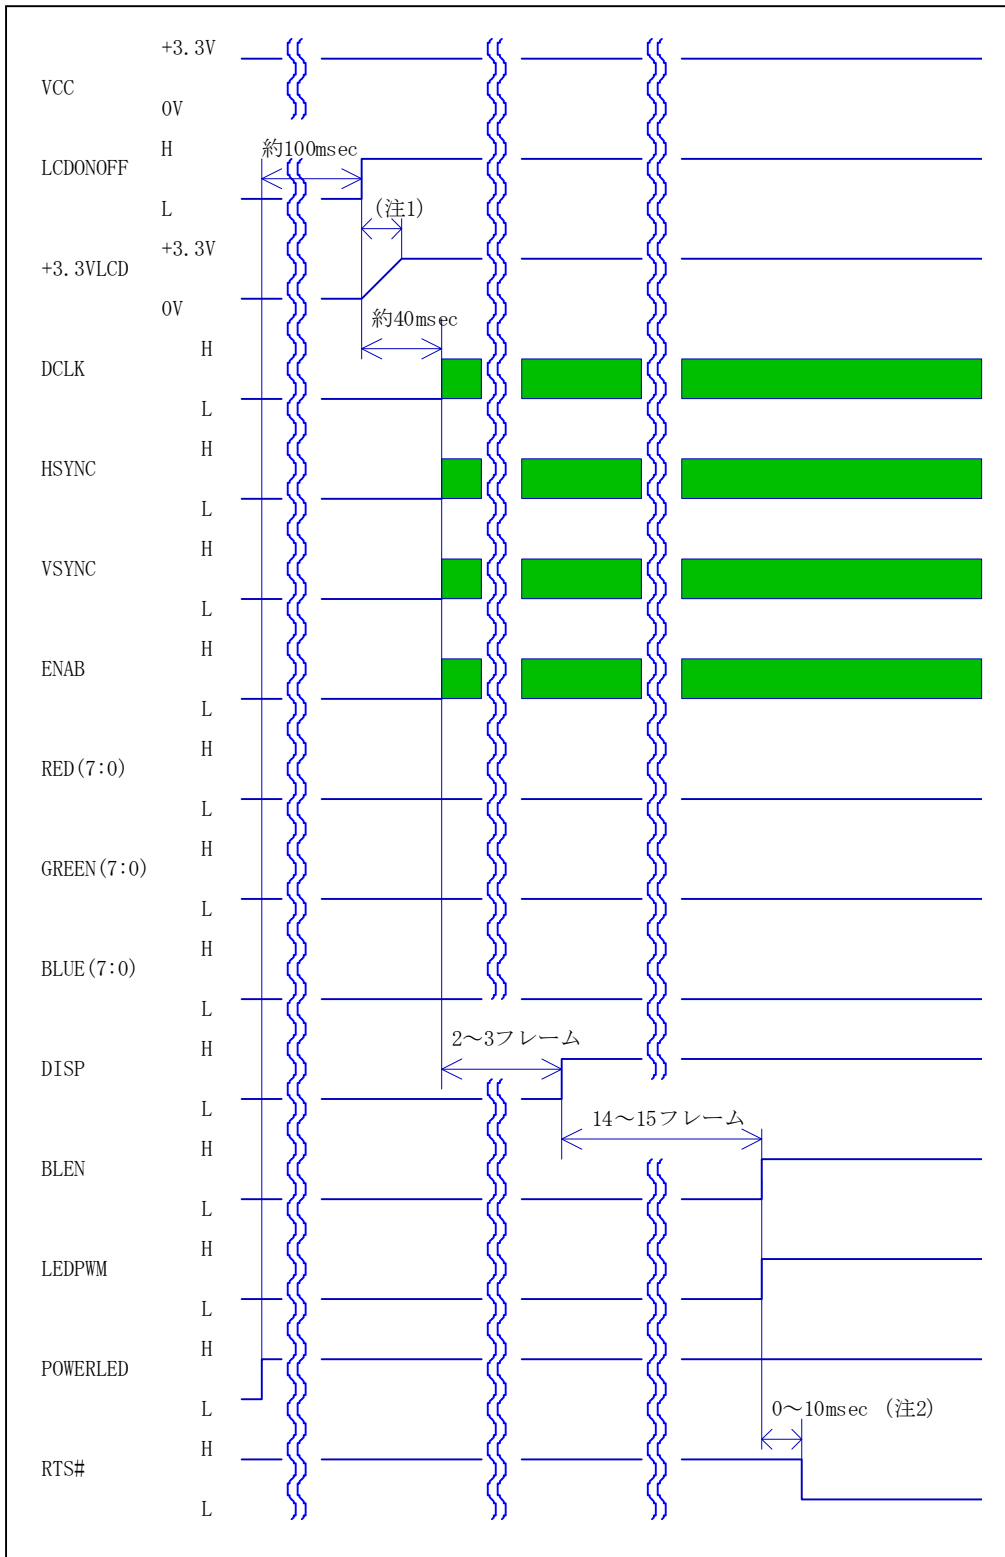 +3.3V
VCC
0V
H
LCDONOFF
約100msec
L
(注1)
+3.3V
+3.3VLCD
0V
約40msec
H
DCLK
L
H
HSYNC
L
H
VSYNC
L
H
ENAB
L
H
RED(7:0)
L
H
GREEN(7:0)
L
H
BLUE(7:0)
L
2～3フレーム
H
DISP
L
14～15フレーム
H
BLEN
L
H
LEDPWM
L
H
POWERLED
L
0～10msec (注2)
H
RTS#
L